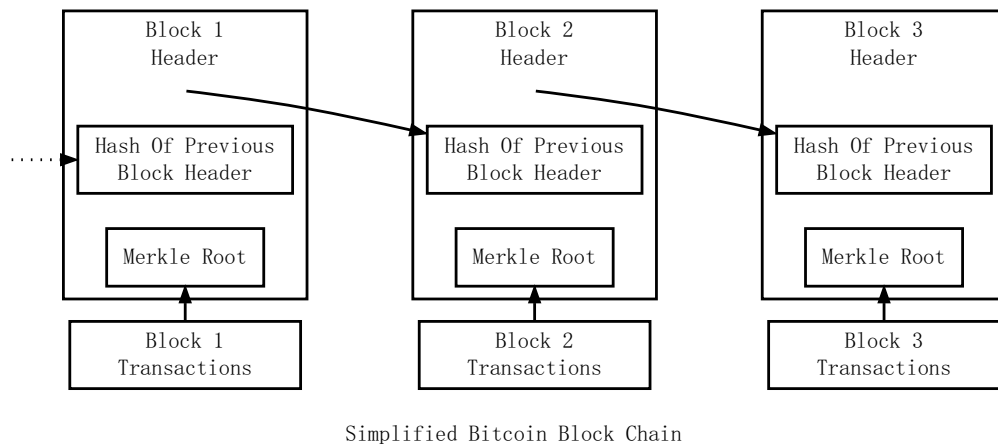 Block 1
Header
Hash Of Previous
Block Header
Merkle Root
Block 1
Transactions
Block 2
Header
Hash Of Previous
Block Header
Merkle Root
Block 2
Transactions
Block 3
Header
Hash Of Previous
Block Header
Merkle Root
Block 3
Transactions
Simplified Bitcoin Block Chain